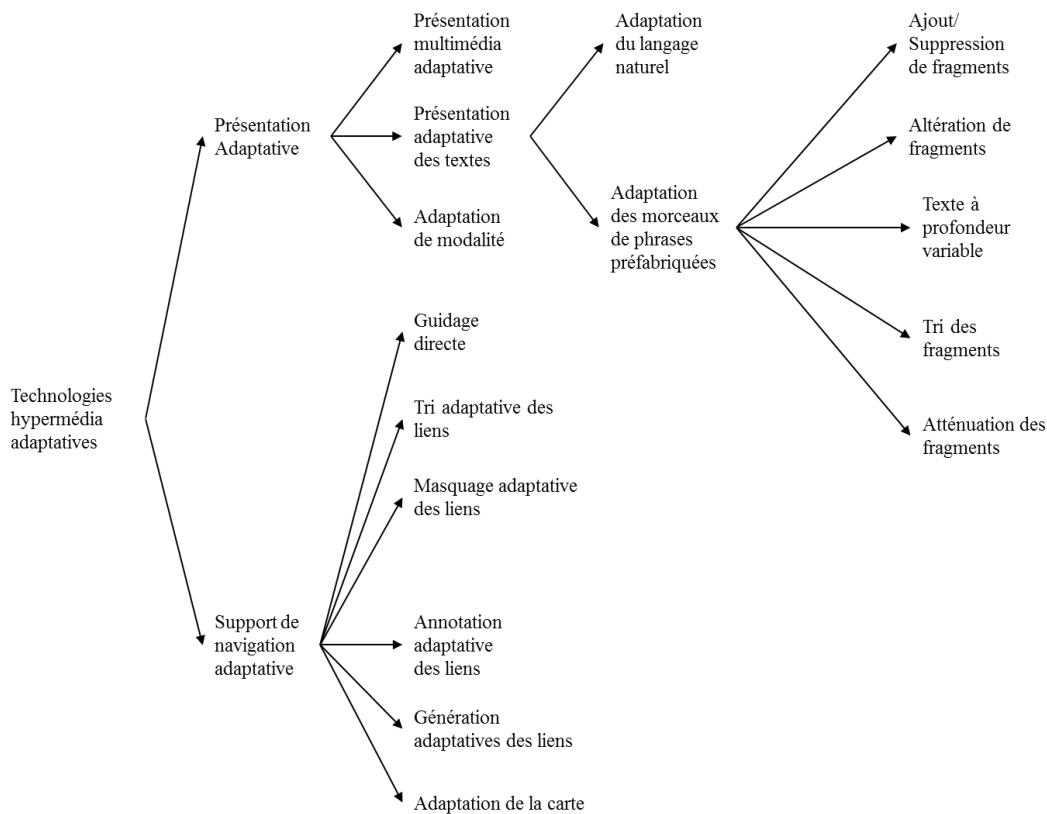 Présentation
multimédia
adaptative
Adaptation
du langage
naturel
Ajout/
Suppression
de fragments
Présentation
Adaptative
Présentation
adaptative
des textes
Altération de
fragments
Adaptation
de modalité
Adaptation
des morceaux
de phrases
préfabriquées
Texte à
profondeur
variable
Guidage
directe
Tri des
fragments
Technologies
hypermédia
adaptatives
Tri adaptative des
liens
Atténuation des
fragments
Masquage adaptative
des liens
Support de
navigation
adaptative
Annotation
adaptative
des liens
Génération
adaptatives des liens
Adaptation de la carte